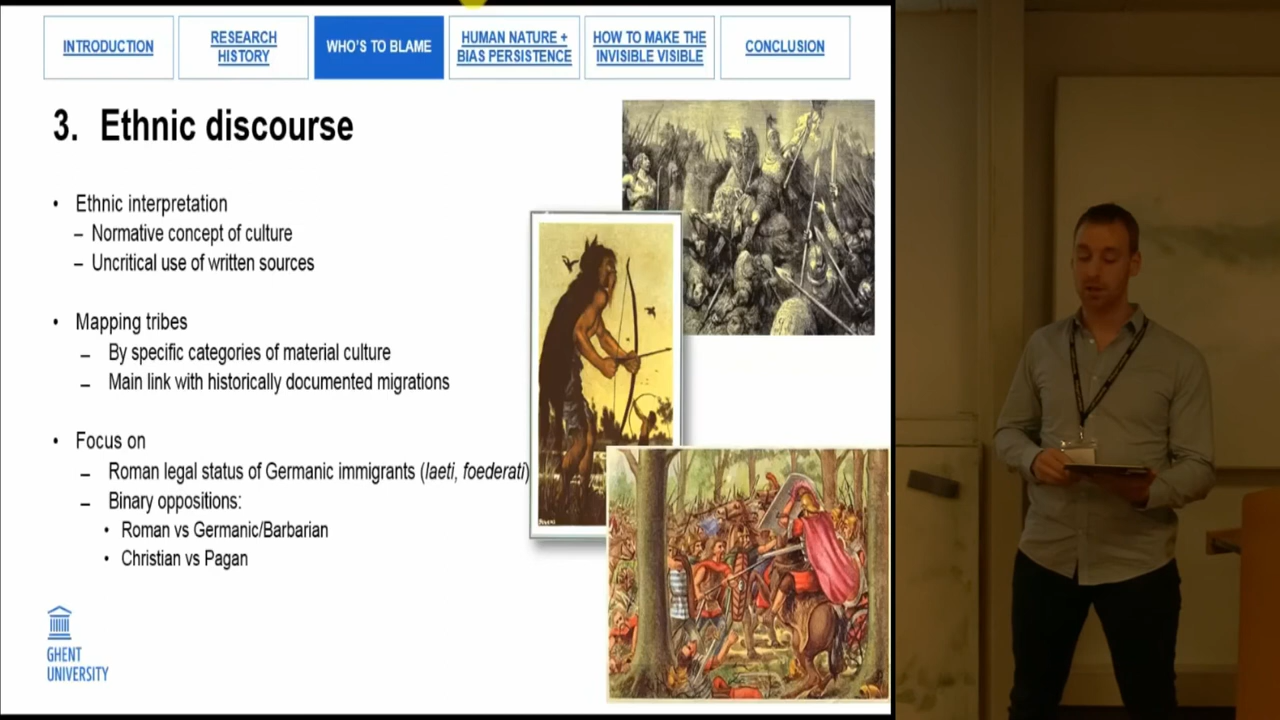 INTRODUCTION
RESEARCH
HISTORY
WHO'S TO BLAME
HUMAN NATURE +
BIAS PERSISTENCE
HOW TO MAKE THE
INVISIBLE VISIBLE
CONCLUSION
3. Ethnic discourse
• Ethnic interpretation
– Normative concept of culture
– Uncritical use of written sources
• Mapping tribes
– By specific categories of material culture
– Main link with historically documented migrations
• Focus on
– Roman legal status of Germanic immigrants (laeti, foederati)
– Binary oppositions:
• Roman vs Germanic/Barbarian
• Christian vs Pagan
GHENT
UNIVERSITY